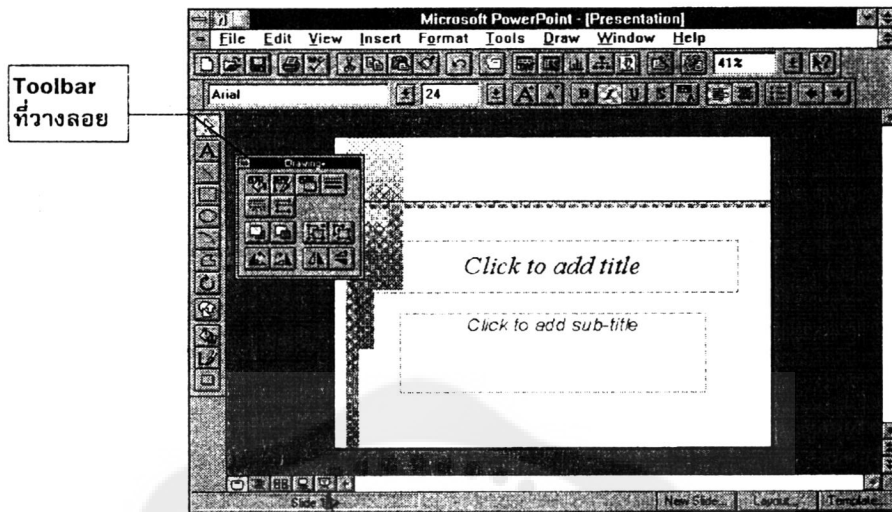 Microsoft PowerPoint - [Presentation]
File Edit View Insert Format Tools Draw Window Help
41%
Arial 24
Toolbar
ที่วางลอย
Drawing+
Click to add title
Click to add sub-title
New Slide... Layout... Template